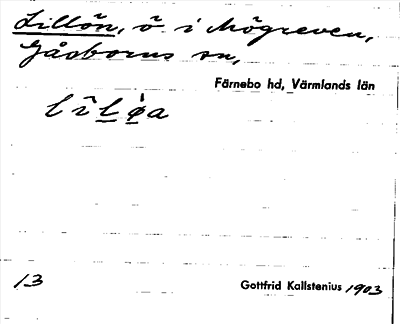 Lillön, ö i Mögreven,
Gåsborns sn,
Färnebo hd, Värmlands län
13
Gottfrid Kallstenius 1903